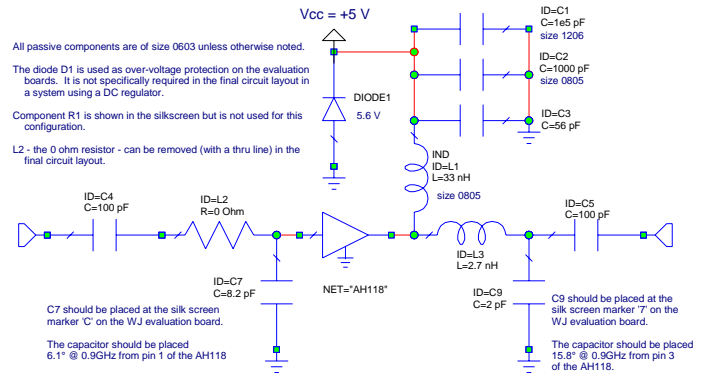 Vcc = +5 V
ID=C1
C=1e5 pF
size 1206
All passive components are of size 0603 unless otherwise noted.
ID=C2
C=1000 pF
size 0805
The diode D1 is used as over-voltage protection on the evaluation
boards.  It is not specifically required in the final circuit layout in
a system using a DC regulator.
DIODE1
5.6 V
ID=C3
C=56 pF
Component R1 is shown in the silkscreen but is not used for this
configuration.
L2 - the 0 ohm resistor - can be removed (with a thru line) in the
final circuit layout.
IND
ID=L1
L=33 nH
size 0805
ID=C4
C=100 pF
ID=L2
R=0 Ohm
ID=C5
C=100 pF
ID=L3
L=2.7 nH
ID=C7
C=8.2 pF
NET="AH118"
ID=C9
C=2 pF
C7 should be placed at the silk screen
marker 'C' on the WJ evaluation board.
The capacitor should be placed
6.1° @ 0.9GHz from pin 1 of the AH118
C9 should be placed at the
silk screen marker '7' on the
WJ evaluation board.
The capacitor should be placed
15.8° @ 0.9GHz from pin 3
of the AH118.